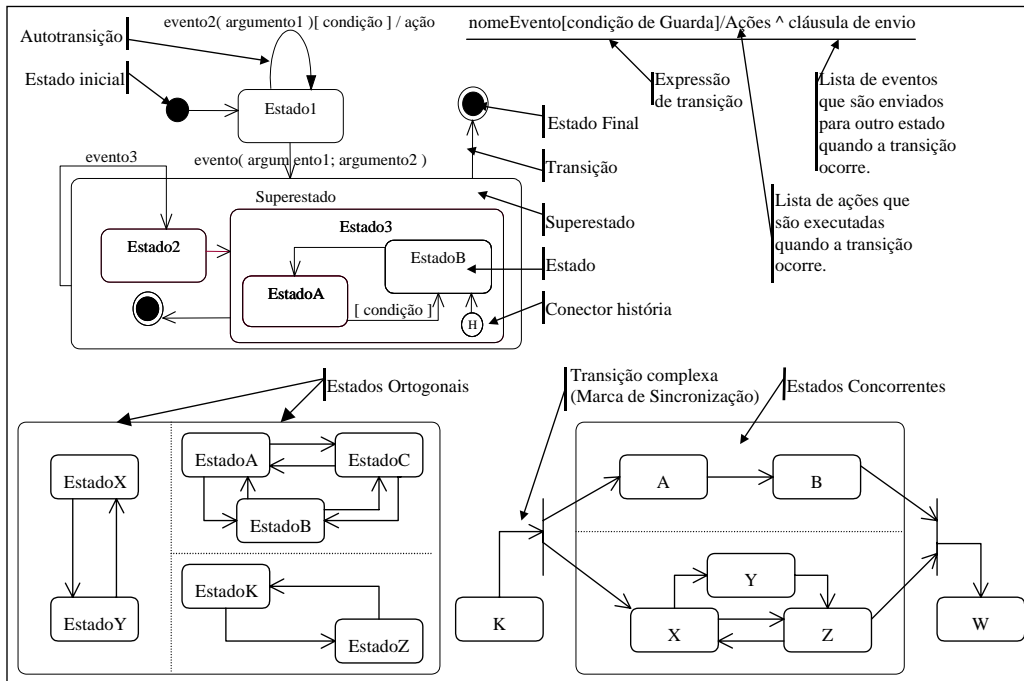 evento2( argumento1 )[ condição ] / ação
nomeEvento[condição de Guarda]/Ações ^ cláusula de envio
Autotransição
Estado inicial
Estado1
Expressão
de transição
Lista de eventos
que são enviados
para outro estado
quando a transição
ocorre.
Estado Final
evento3
evento( argumento1; argumento2 )
Transição
Superestado
Lista de ações que
são executadas
quando a transição
ocorre.
Superestado
Estado3
Estado2
EstadoB
Estado
EstadoA
[ condição ]
H
Conector história
Estados Ortogonais
Transição complexa
(Marca de Sincronização)
Estados Concorrentes
EstadoX
EstadoA
EstadoC
EstadoB
EstadoY
EstadoK
EstadoZ
A
B
Y
K
X
Z
W